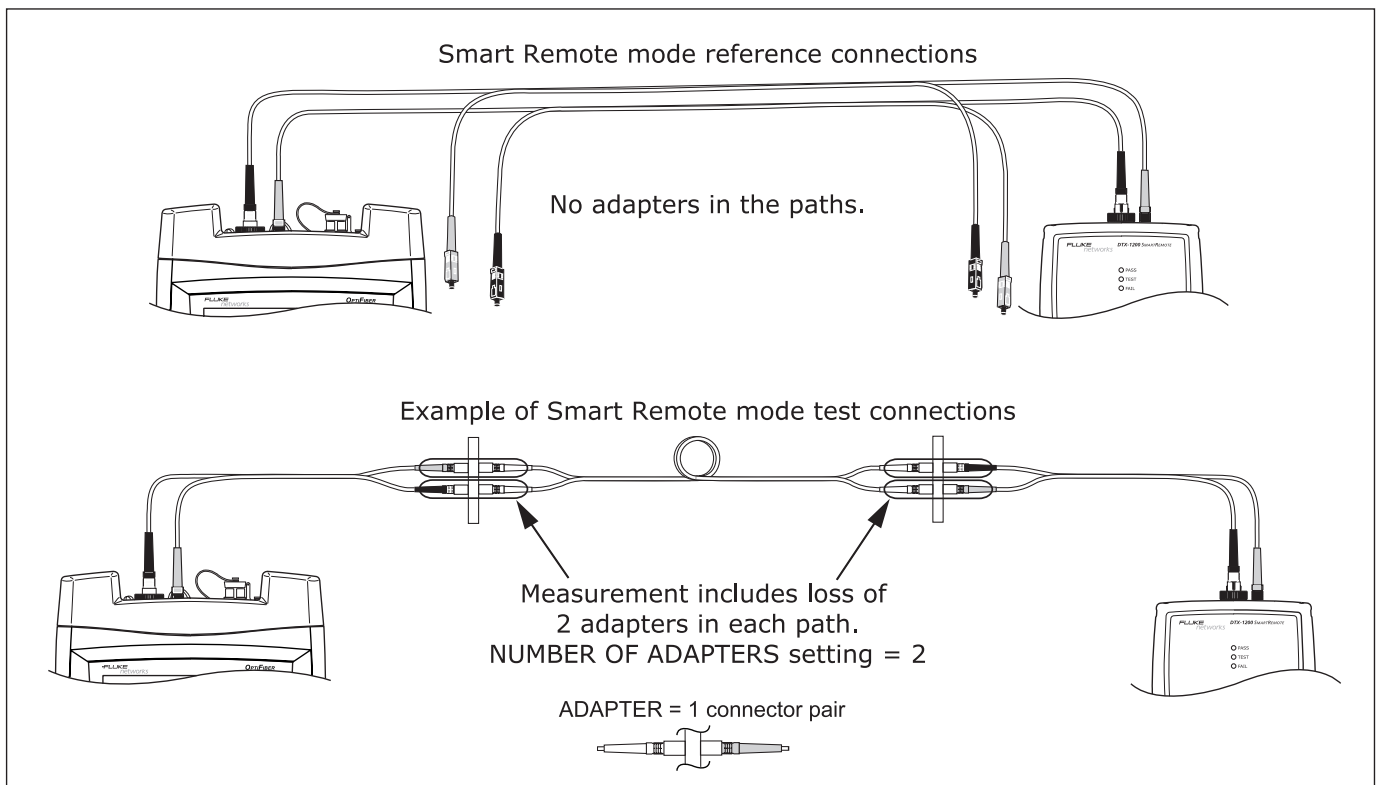 Smart Remote mode reference connections
No adapters in the paths.
FLUKE
networks
OPTIFIBER
FLUKE
networks
DTX-1200 SMARTREMOTE
PASS
TEST
FAIL
Example of Smart Remote mode test connections
Measurement includes loss of
2 adapters in each path.
NUMBER OF ADAPTERS setting = 2
FLUKE
networks
OPTIFIBER
FLUKE
networks
DTX-1200 SMARTREMOTE
PASS
TEST
FAIL
ADAPTER = 1 connector pair